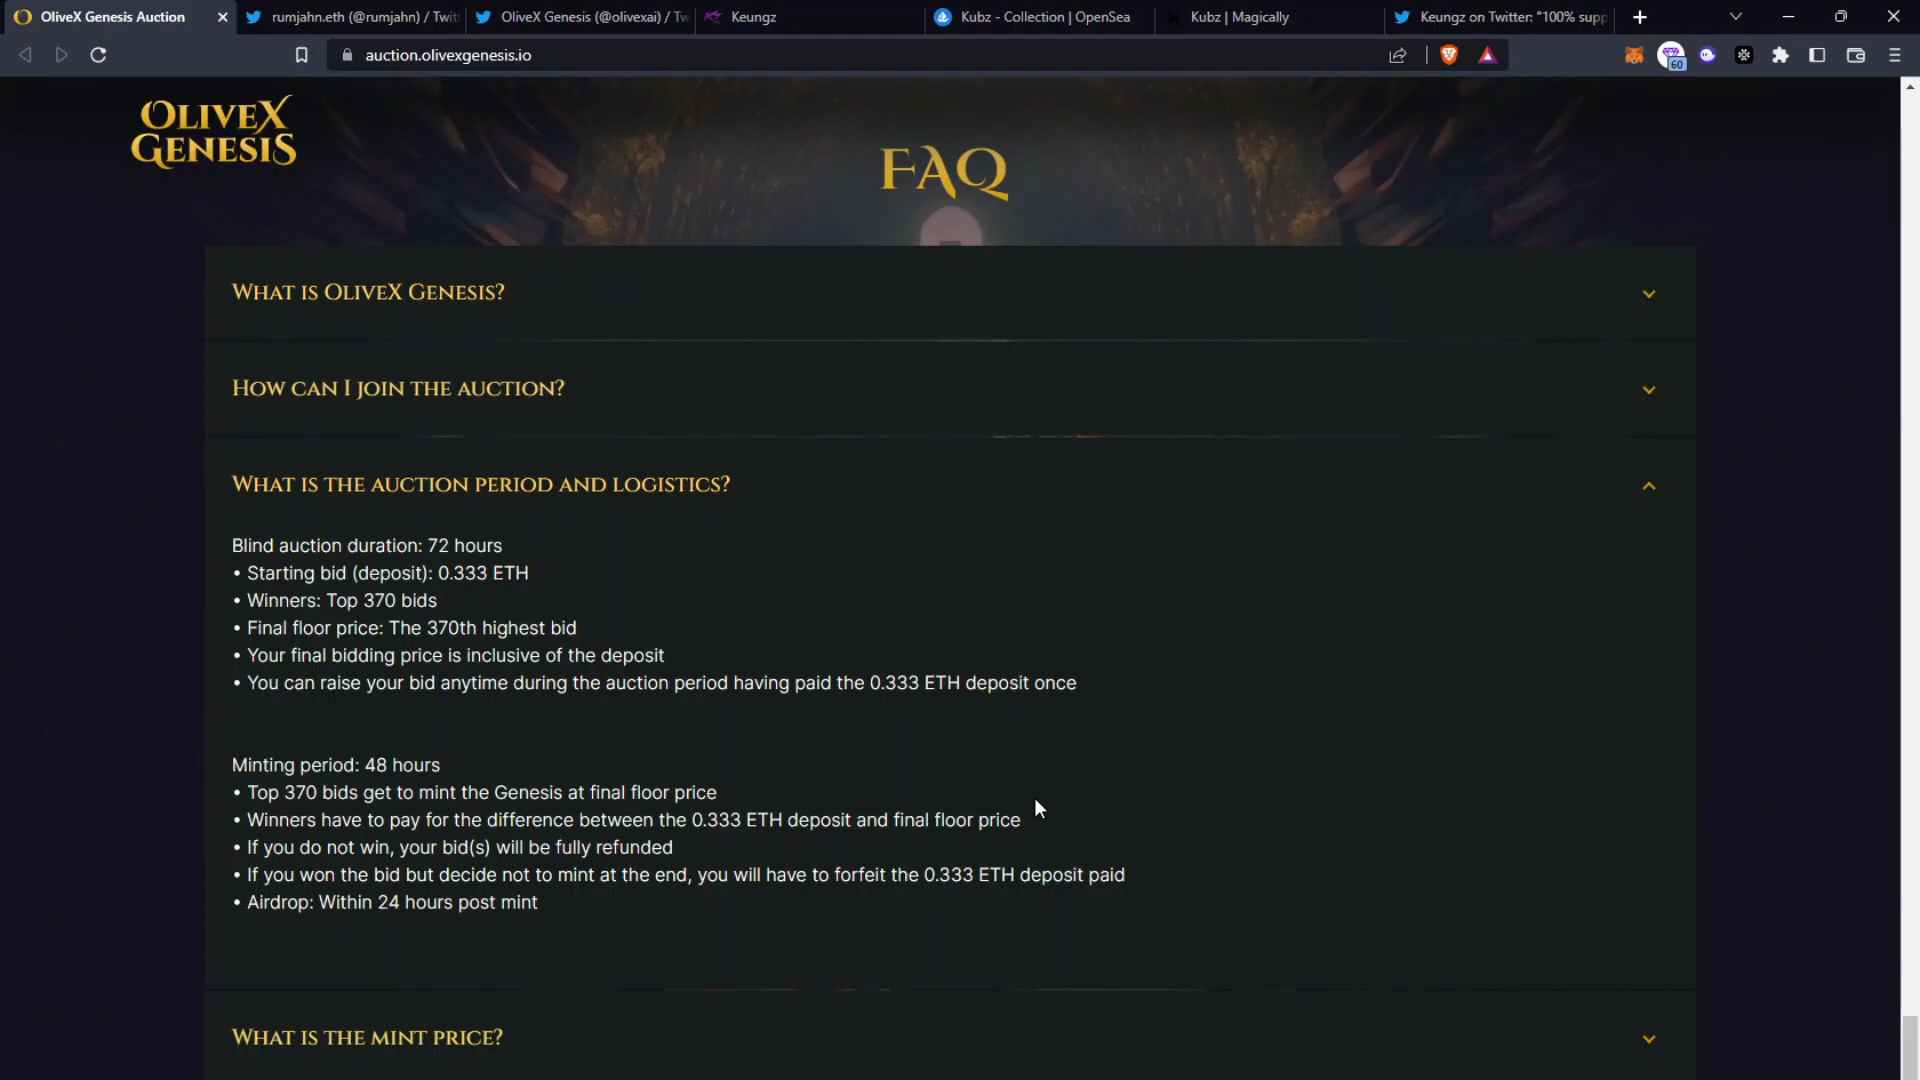 OliveX Genesis Auction
rumjahn.eth (@rumjahn) / Twit
OliveX Genesis (@olivexai) / Tw
Keungz
Kubz - Collection | OpenSea
Kubz | Magically
Keungz on Twitter: "100% supp
auction.olivexgenesis.io
60
OLIVEX
GENESIS
FAQ
WHAT IS OLIVEX GENESIS?
HOW CAN I JOIN THE AUCTION?
WHAT IS THE AUCTION PERIOD AND LOGISTICS?
Blind auction duration: 72 hours
• Starting bid (deposit): 0.333 ETH
• Winners: Top 370 bids
• Final floor price: The 370th highest bid
• Your final bidding price is inclusive of the deposit
• You can raise your bid anytime during the auction period having paid the 0.333 ETH deposit once
Minting period: 48 hours
• Top 370 bids get to mint the Genesis at final floor price
• Winners have to pay for the difference between the 0.333 ETH deposit and final floor price
• If you do not win, your bid(s) will be fully refunded
• If you won the bid but decide not to mint at the end, you will have to forfeit the 0.333 ETH deposit paid
• Airdrop: Within 24 hours post mint
WHAT IS THE MINT PRICE?